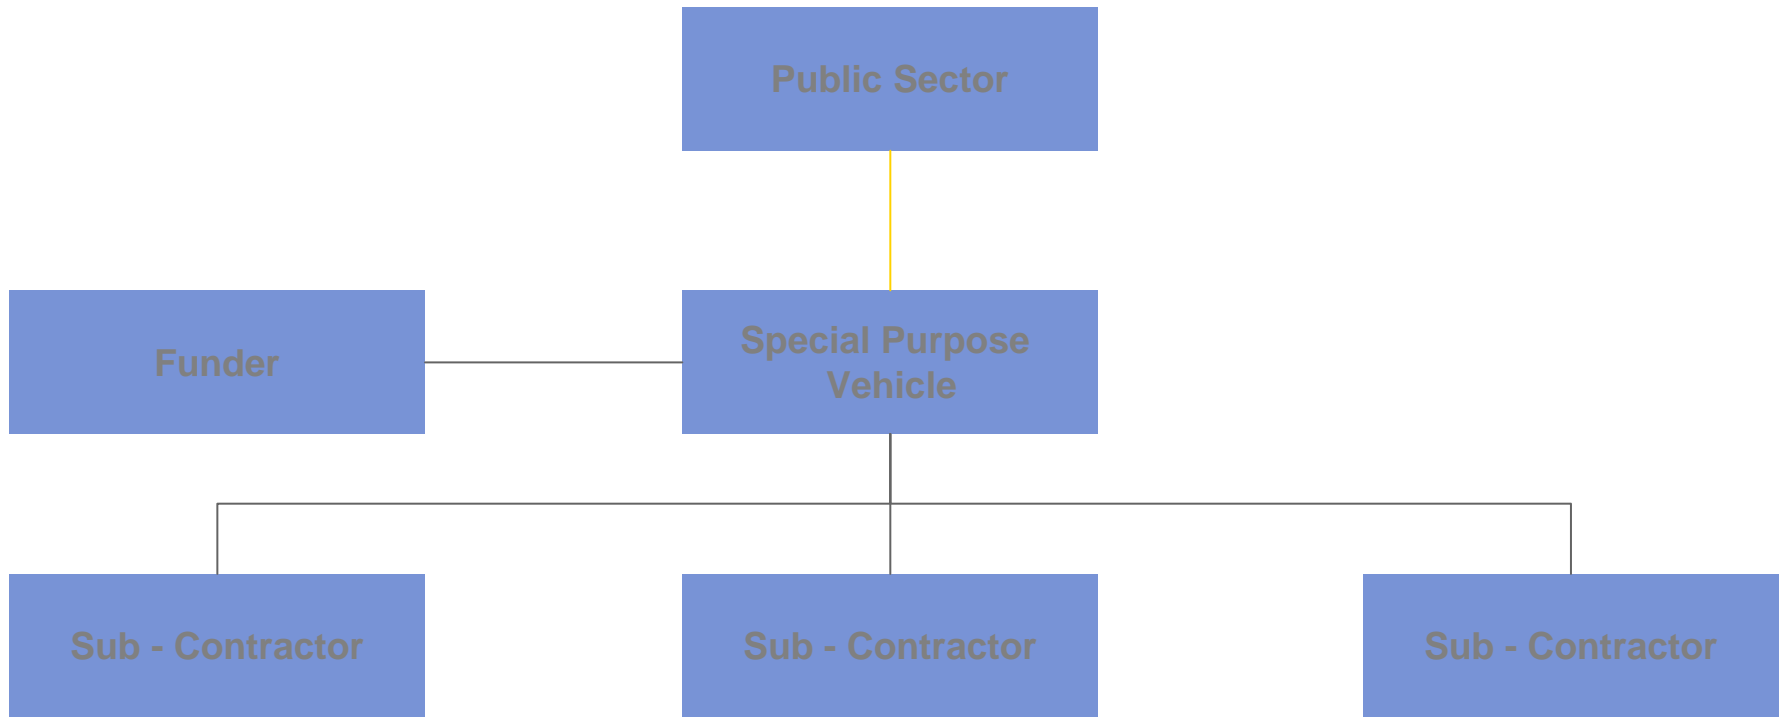 Public Sector
Funder
Special Purpose
Vehicle
Sub - Contractor
Sub - Contractor
Sub - Contractor